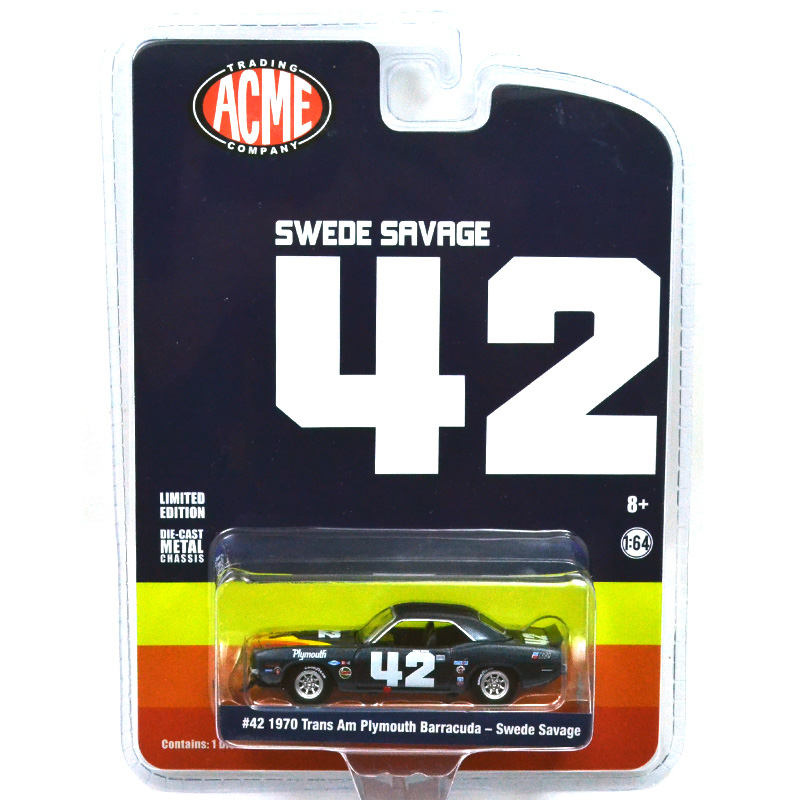 TRADING
ACME
COMPANY
SWEDE SAVAGE
42
LIMITED
EDITION
8+
DIE-CAST
METAL
CHASSIS
1:64
Plymouth
42
#42 1970 Trans Am Plymouth Barracuda – Swede Savage
Contains: 1